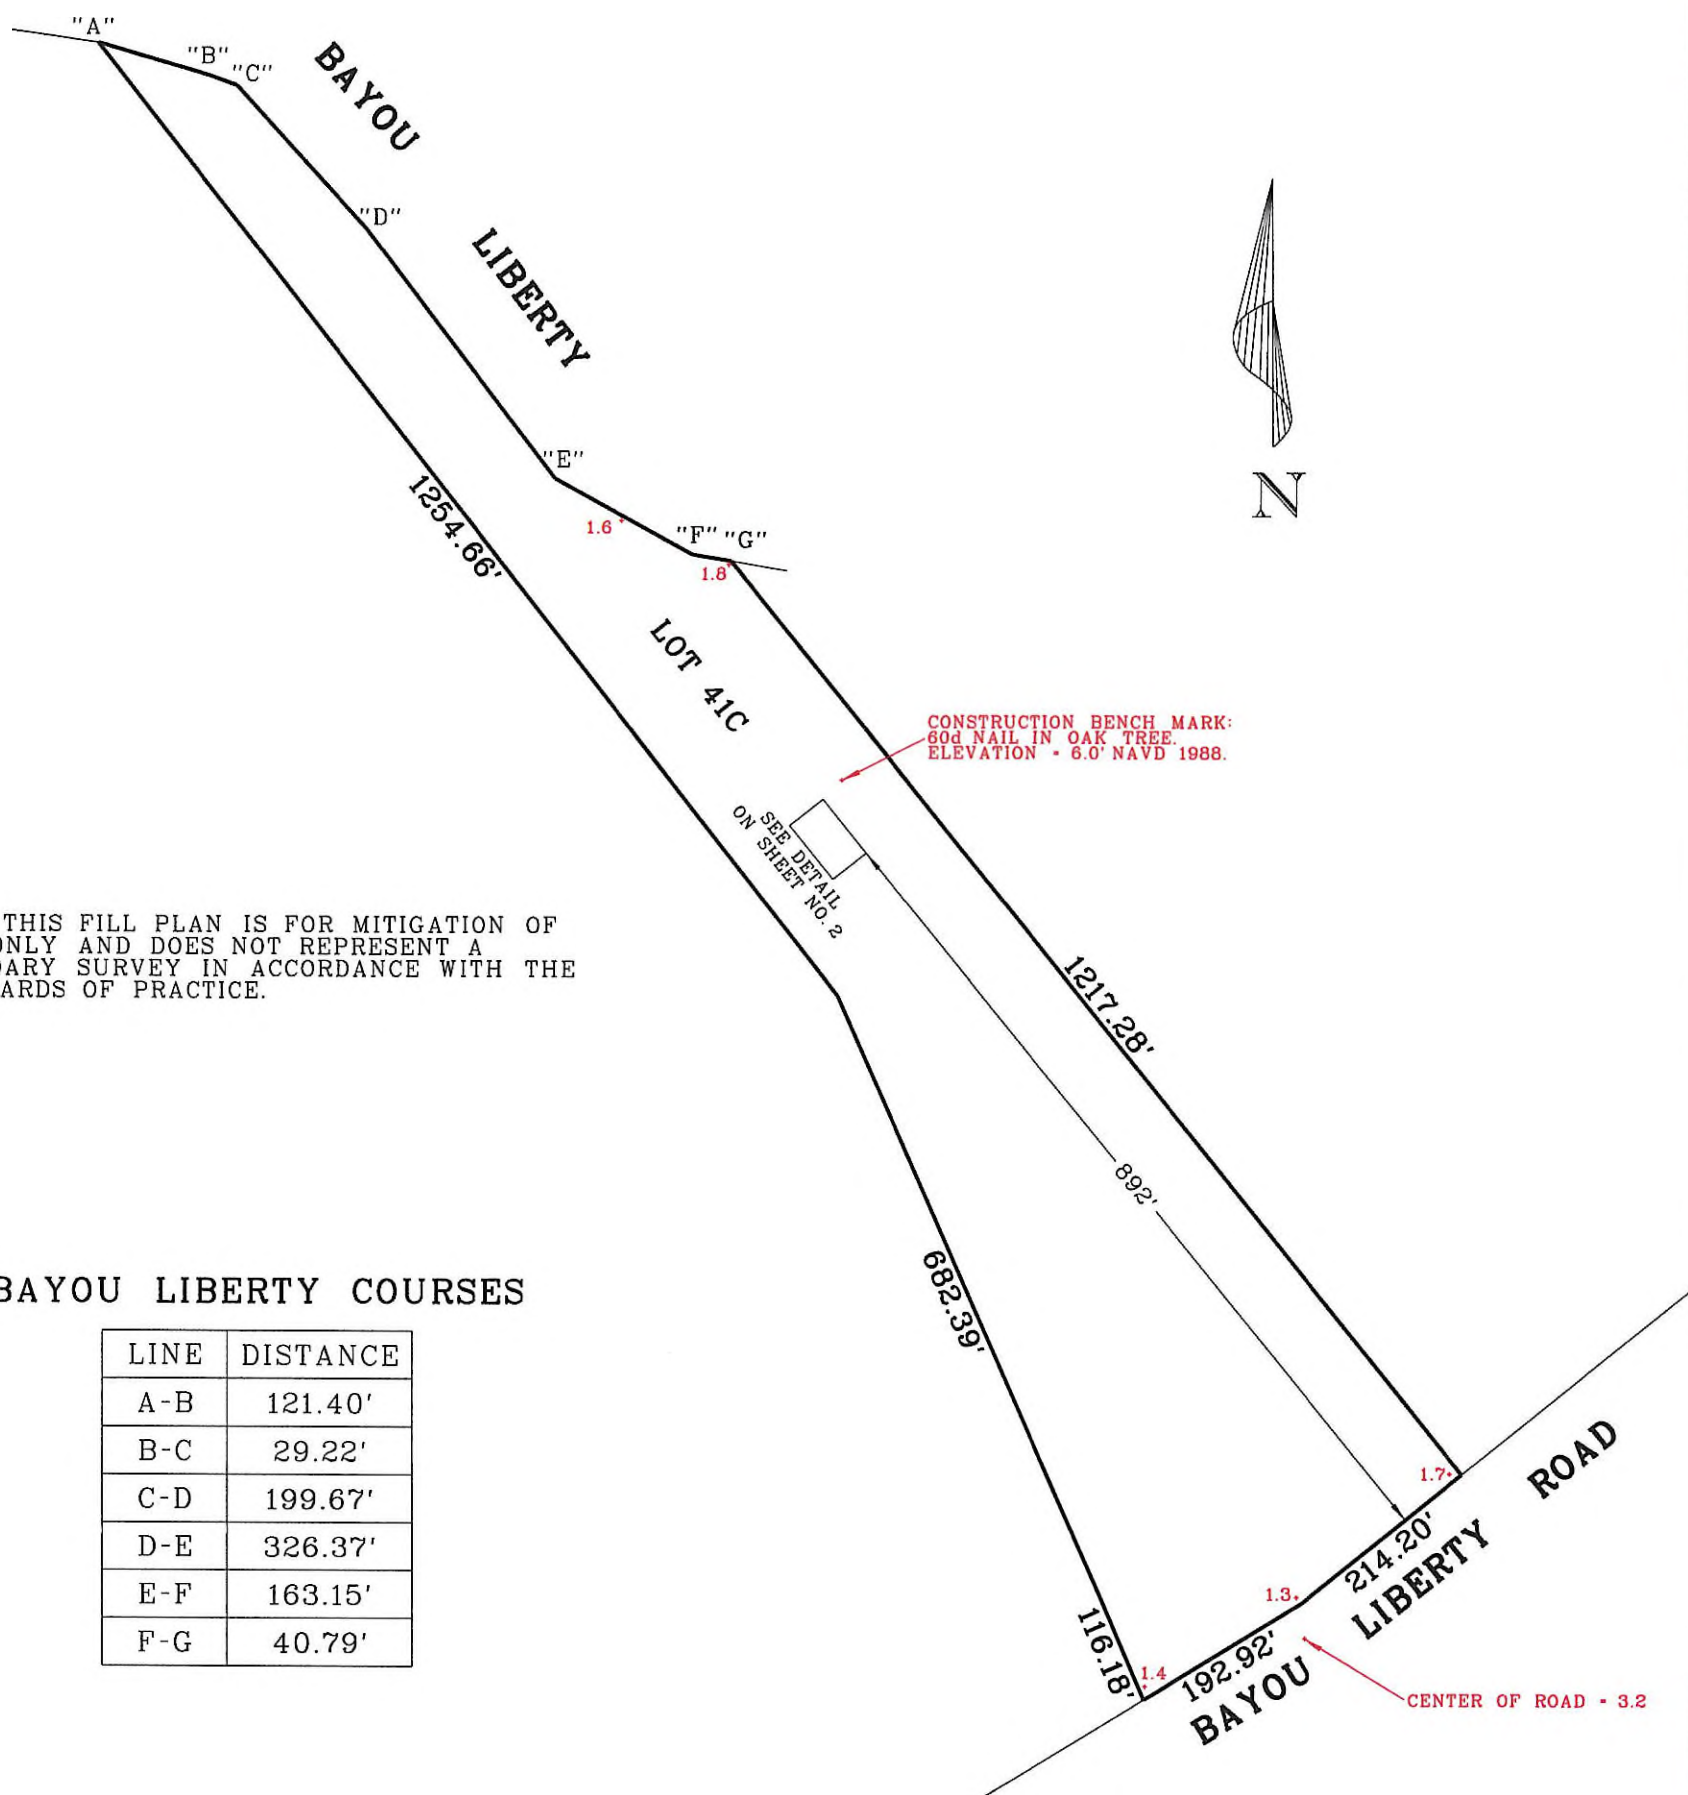 "A"
"B"
"C"
BAYOU
"D"
LIBERTY
N
"E"
1254.66'
1.6
"F" "G"
1.8
LOT 41C
CONSTRUCTION BENCH MARK:
60d NAIL IN OAK TREE.
ELEVATION = 6.0' NAVD 1988.
SEE DETAIL
ON SHEET NO. 2
THIS FILL PLAN IS FOR MITIGATION OF
ONLY AND DOES NOT REPRESENT A
DARY SURVEY IN ACCORDANCE WITH THE
ARDS OF PRACTICE.
1217.28'
892'
682.39'
BAYOU LIBERTY COURSES
LINE DISTANCE
A-B 121.40'
B-C 29.22'
C-D 199.67'
D-E 326.37'
E-F 163.15'
F-G 40.79'
1.7
1.3
214.20'
116.18'
1.4
192.92'
BAYOU LIBERTY ROAD
CENTER OF ROAD = 3.2